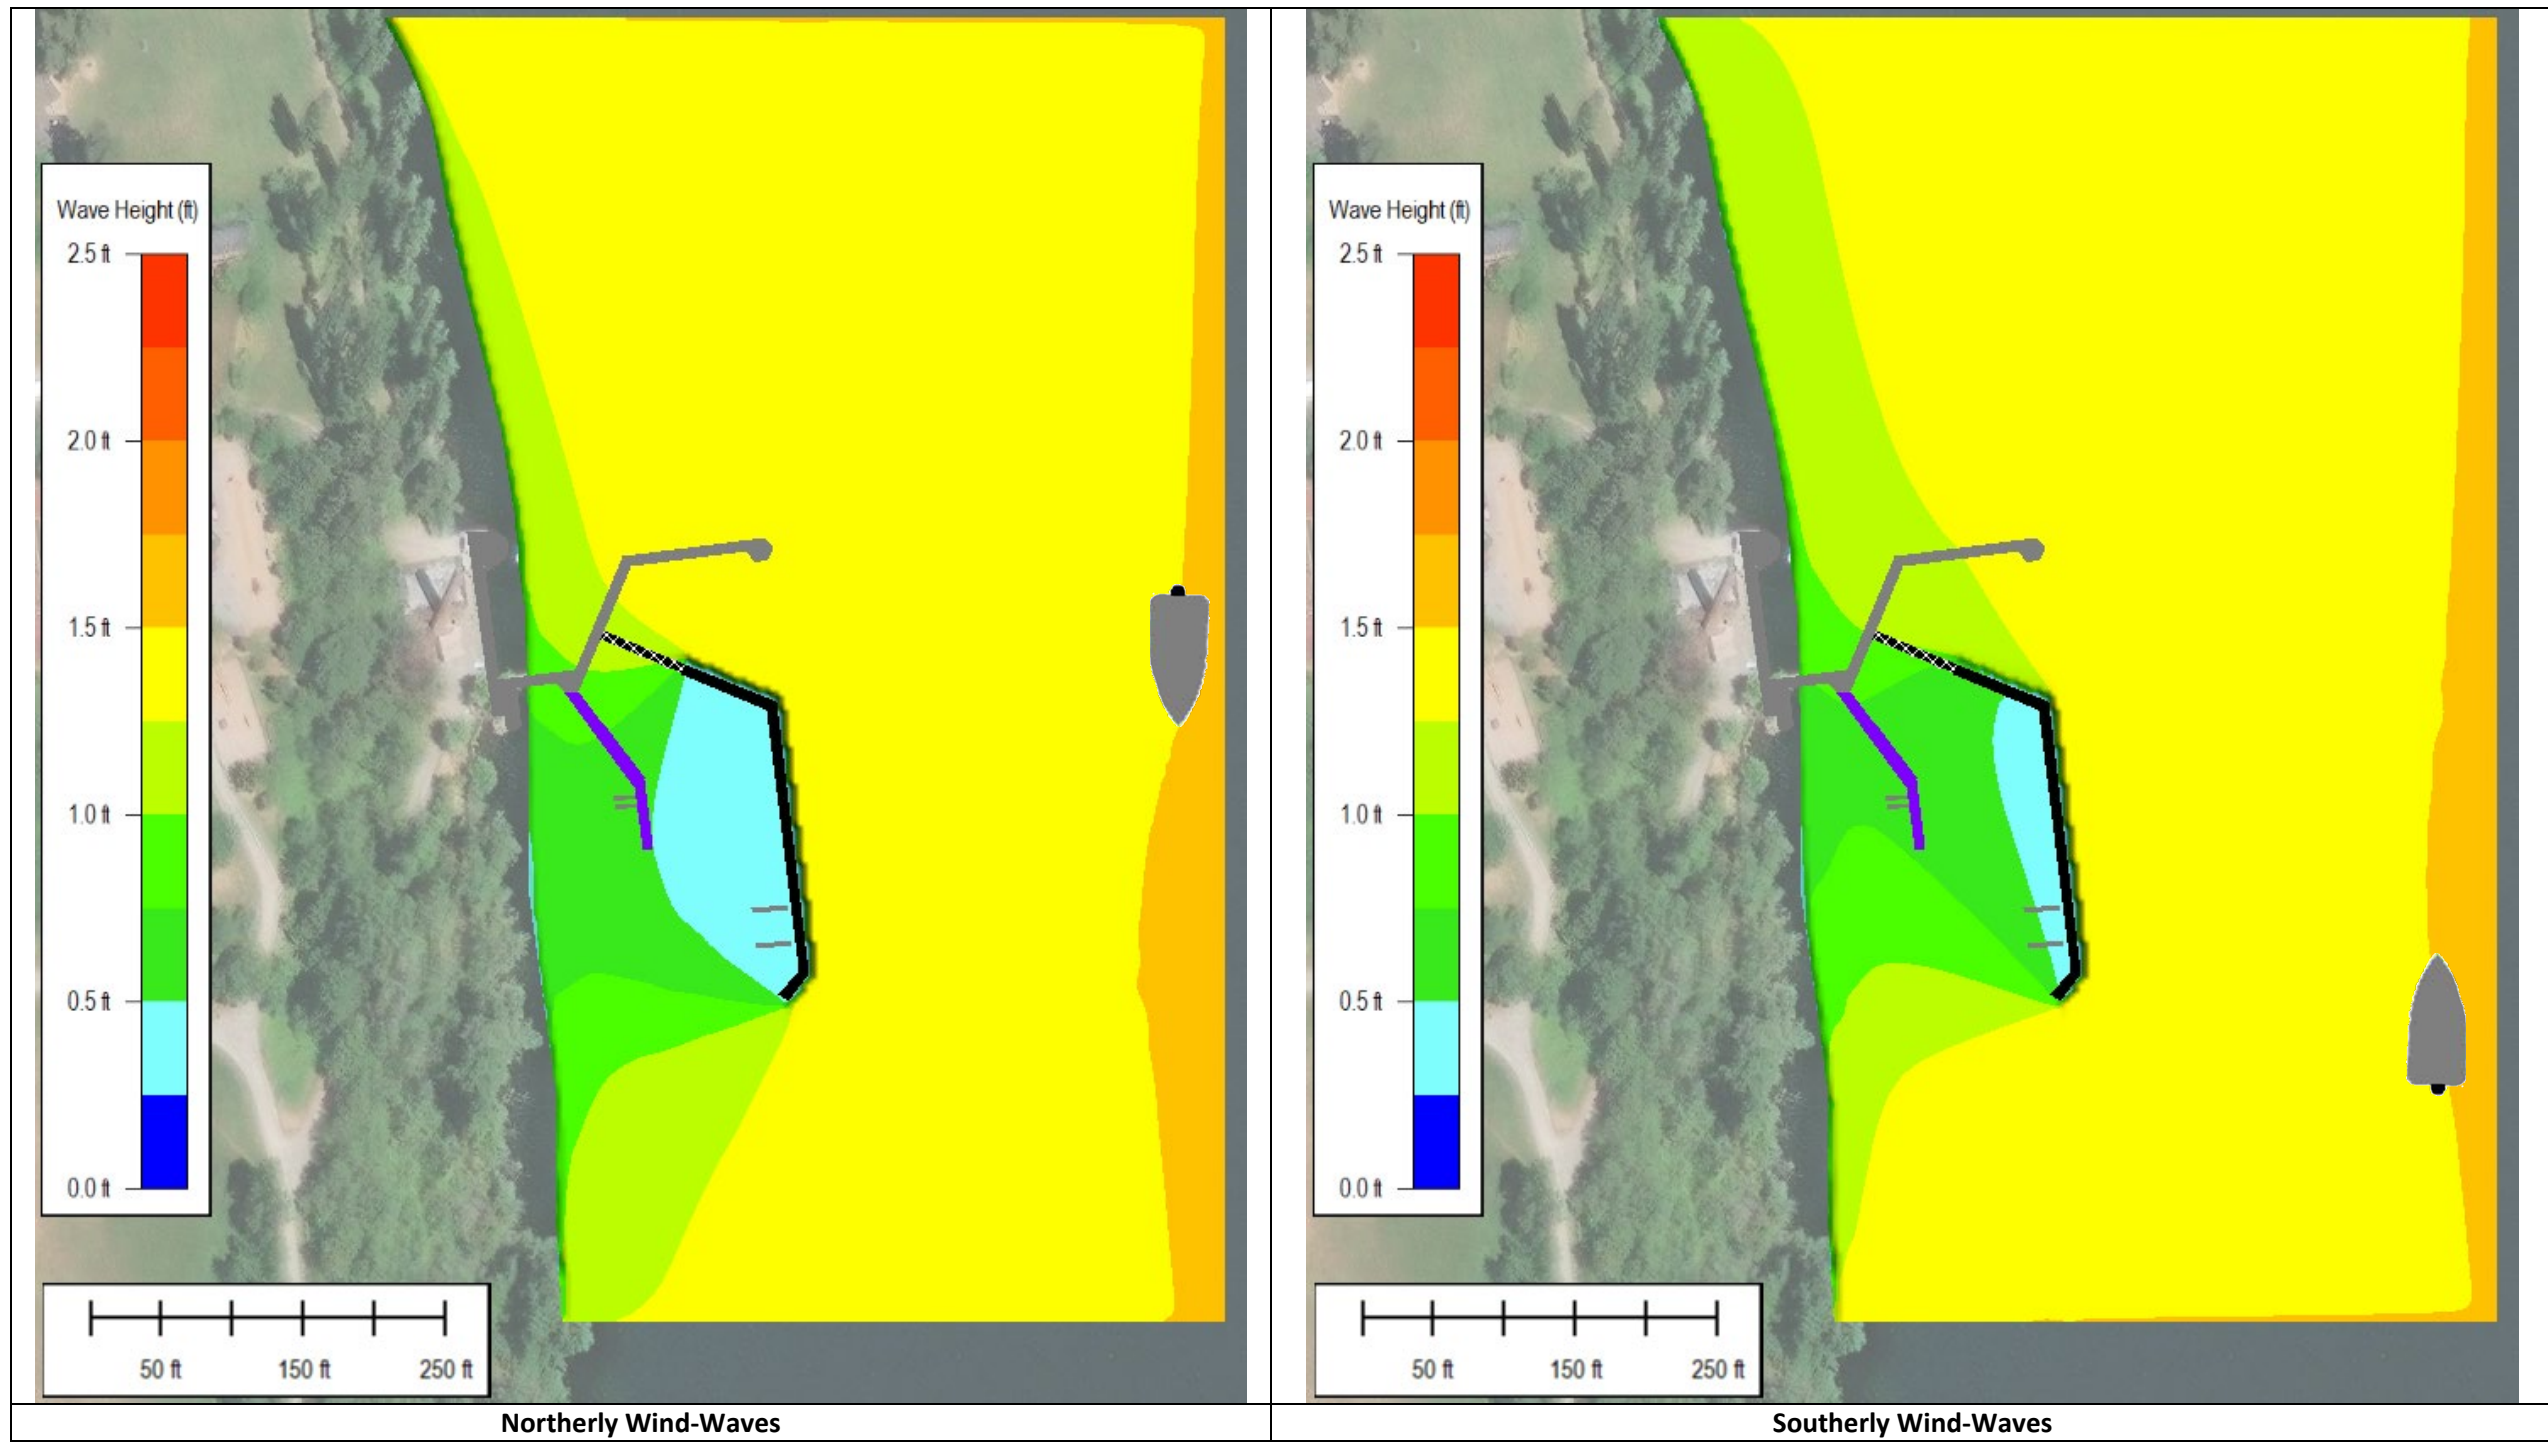 Wave Height (ft)
2.5 ft
2.0 ft
1.5 ft
1.0 ft
0.5 ft
0.0 ft
50 ft 150 ft 250 ft
Northerly Wind-Waves
Wave Height (ft)
2.5 ft
2.0 ft
1.5 ft
1.0 ft
0.5 ft
0.0 ft
50 ft 150 ft 250 ft
Southerly Wind-Waves